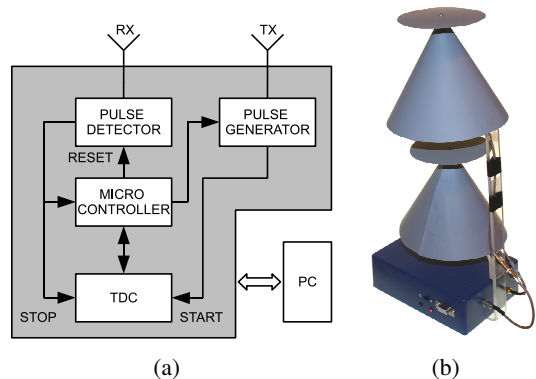 RX
TX
PULSE
DETECTOR
PULSE
GENERATOR
RESET
MICRO
CONTROLLER
TDC
PC
STOP
START
(a)
(b)